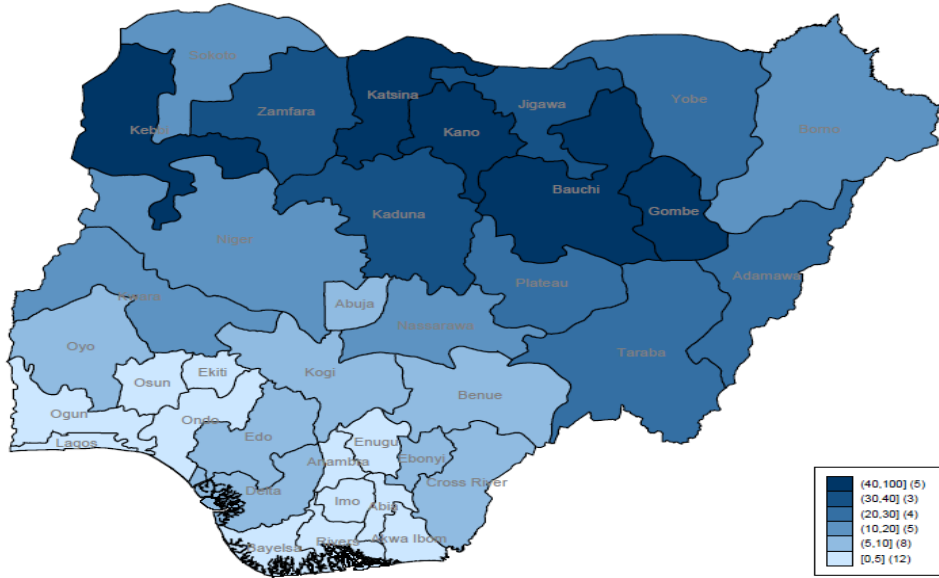 Sokoto
Katsina
Zamfara
Jigawa
Yobe
Kebbi
Kano
Borno
Bauchi
Kaduna
Gombe
Niger
Adamawa
Plateau
Kwara
Abuja
Nassarawa
Oyo
Taraba
Ekiti
Kogi
Osun
Benue
Ogun
Ondo
Edo
Enugu
Lagos
Anambra
Ebonyi
Delta
Cross River
Imo
Abia
Bayelsa
Rivers
Akwa Ibom
(40,100] (5)
(30,40] (3)
(20,30] (4)
(10,20] (5)
(5,10] (8)
[0,5] (12)